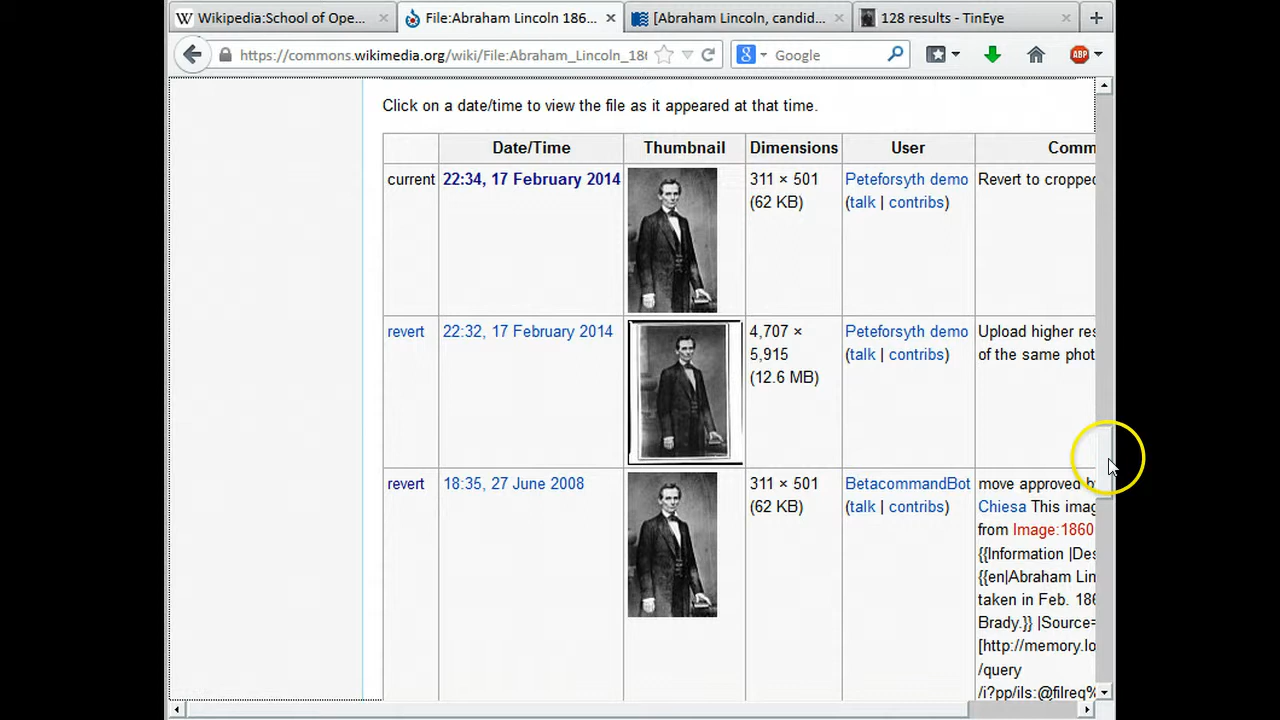 Wikipedia:School of Ope...
File:Abraham Lincoln 186...
[Abraham Lincoln, candid...
128 results - TinEye
https://commons.wikimedia.org/wiki/File:Abraham_Lincoln_18
Google
ABP
Click on a date/time to view the file as it appeared at that time.
Date/Time Thumbnail Dimensions User Comm
current 22:34, 17 February 2014 311 × 501 Peteforsyth demo Revert to cropped
(62 KB) (talk | contribs)
revert 22:32, 17 February 2014 4,707 × Peteforsyth demo Upload higher res
5,915 (talk | contribs) of the same phot
(12.6 MB)
revert 18:35, 27 June 2008 311 × 501 BetacommandBot move approved b
(62 KB) (talk | contribs) Chiesa This imag
from Image:1860
{{Information |Des
{{en|Abraham Lin
taken in Feb. 186
Brady.}} |Source=
[http://memory.lo
/query
/i?pp/ils:@filreq%